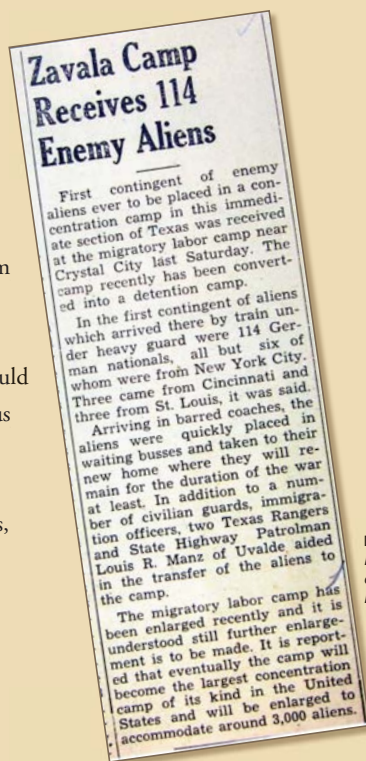 Zavala Camp
Receives 114
Enemy Aliens
First contingent of enemy
aliens ever to be placed in a con-
centration camp in this immedi-
ate section of Texas was received
at the migratory labor camp near
Crystal City last Saturday. The
camp recently has been convert-
ed into a detention camp.
In the first contingent of aliens
which arrived there by train un-
der heavy guard were 114 Ger-
man nationals, all but six of
whom were from New York City.
Three came from Cincinnati and
three from St. Louis, it was said.
Arriving in barred coaches, the
aliens were quickly placed in
waiting busses and taken to their
new home where they will re-
main for the duration of the war
at least. In addition to a num-
ber of civilian guards, immigra-
tion officers, two Texas Rangers
and State Highway Patrolman
Louis R. Manz of Uvalde aided
in the transfer of the aliens to
the camp.
The migratory labor camp has
been enlarged recently and it is
understood still further enlarge-
ment is to be made. It is report-
ed that eventually the camp will
become the largest concentration
camp of its kind in the United
States and will be enlarged to
accommodate around 3,000 aliens.